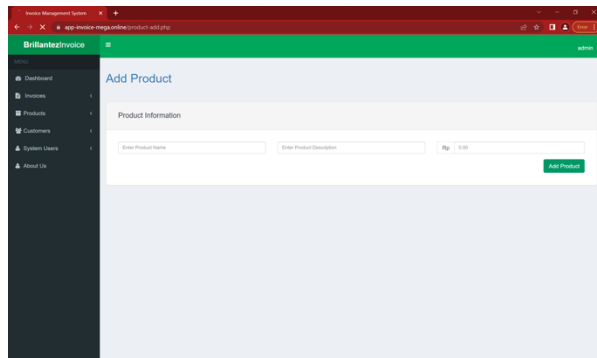 Invoice Management System
app-invoice-mega.online/product-add.php
Error
BrillantezInvoice
admin
MENU
Dashboard
Invoices
Products
Customers
System Users
About Us
Add Product
Product Information
Enter Product Name
Enter Product Description
Rp
0.00
Add Product